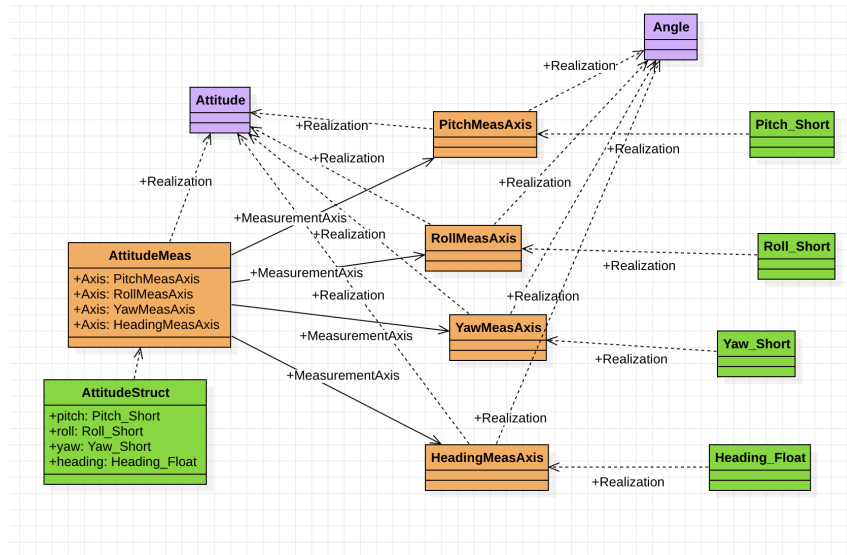 Angle
+Realization
Attitude
+Realization
PitchMeasAxis
Pitch_Short
+Realization
+Realization
+Realization
+Realization
+MeasurementAxis
+Realization
RollMeasAxis
Roll_Short
AttitudeMeas
+MeasurementAxis
+Realization
+Axis: PitchMeasAxis
+Axis: RollMeasAxis
+Axis: YawMeasAxis
+Axis: HeadingMeasAxis
+Realization
YawMeasAxis
+MeasurementAxis
Yaw_Short
+Realization
+MeasurementAxis
AttitudeStruct
+pitch: Pitch_Short
+roll: Roll_Short
+yaw: Yaw_Short
+heading: Heading_Float
+Realization
HeadingMeasAxis
Heading_Float
+Realization